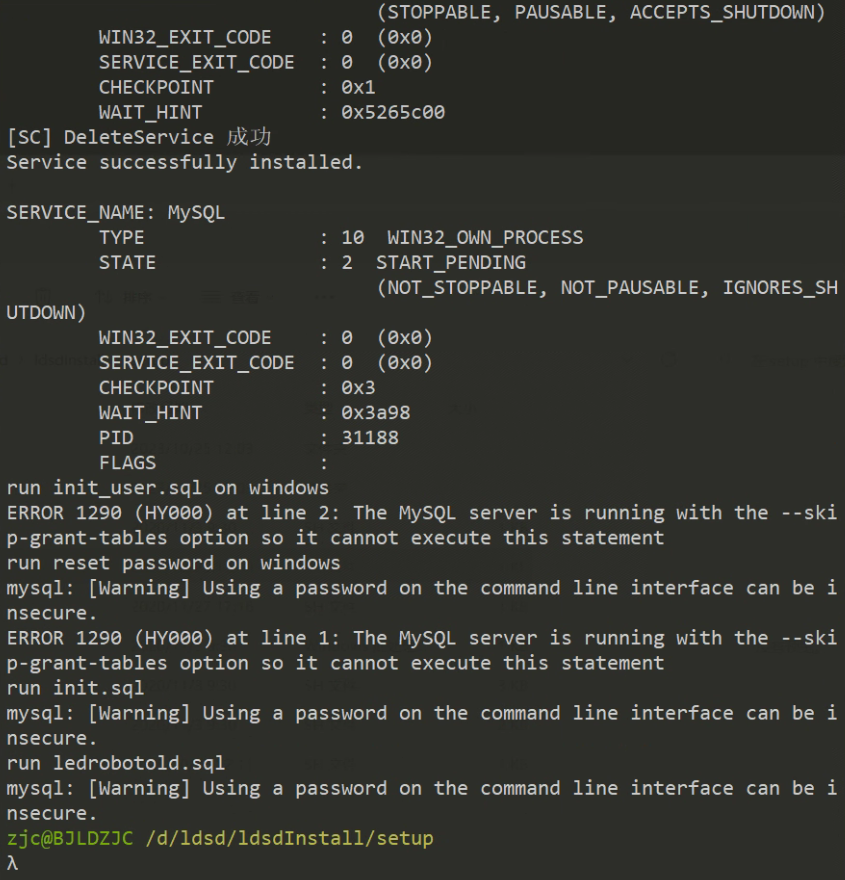 (STOPPABLE, PAUSABLE, ACCEPTS_SHUTDOWN)
WIN32_EXIT_CODE : 0 (0x0)
SERVICE_EXIT_CODE : 0 (0x0)
CHECKPOINT : 0x1
WAIT_HINT : 0x5265c00
[SC] DeleteService 成功
Service successfully installed.
SERVICE_NAME: MySQL
TYPE : 10 WIN32_OWN_PROCESS
STATE : 2 START_PENDING
(NOT_STOPPABLE, NOT_PAUSABLE, IGNORES_SH
UTDOWN)
WIN32_EXIT_CODE : 0 (0x0)
SERVICE_EXIT_CODE : 0 (0x0)
CHECKPOINT : 0x3
WAIT_HINT : 0x3a98
PID : 31188
FLAGS :
run init_user.sql on windows
ERROR 1290 (HY000) at line 2: The MySQL server is running with the --ski
p-grant-tables option so it cannot execute this statement
run reset password on windows
mysql: [Warning] Using a password on the command line interface can be i
nsecure.
ERROR 1290 (HY000) at line 1: The MySQL server is running with the --ski
p-grant-tables option so it cannot execute this statement
run init.sql
mysql: [Warning] Using a password on the command line interface can be i
nsecure.
run ledrobotold.sql
mysql: [Warning] Using a password on the command line interface can be i
nsecure.
zjc@BJLDZJC /d/ldsd/ldsdInstall/setup
λ